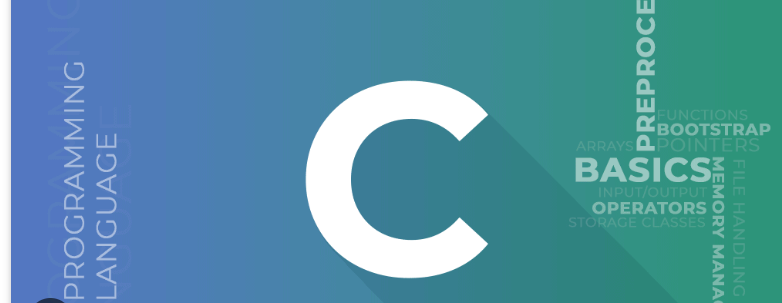 PROGRAMMING
LANGUAGE
C
PREPROCE
FUNCTIONS
BOOTSTRAP
ARRAYS
POINTERS
BASICS
INPUT/OUTPUT
OPERATORS
STORAGE CLASSES
MEMORY MANA
FILE HANDLING